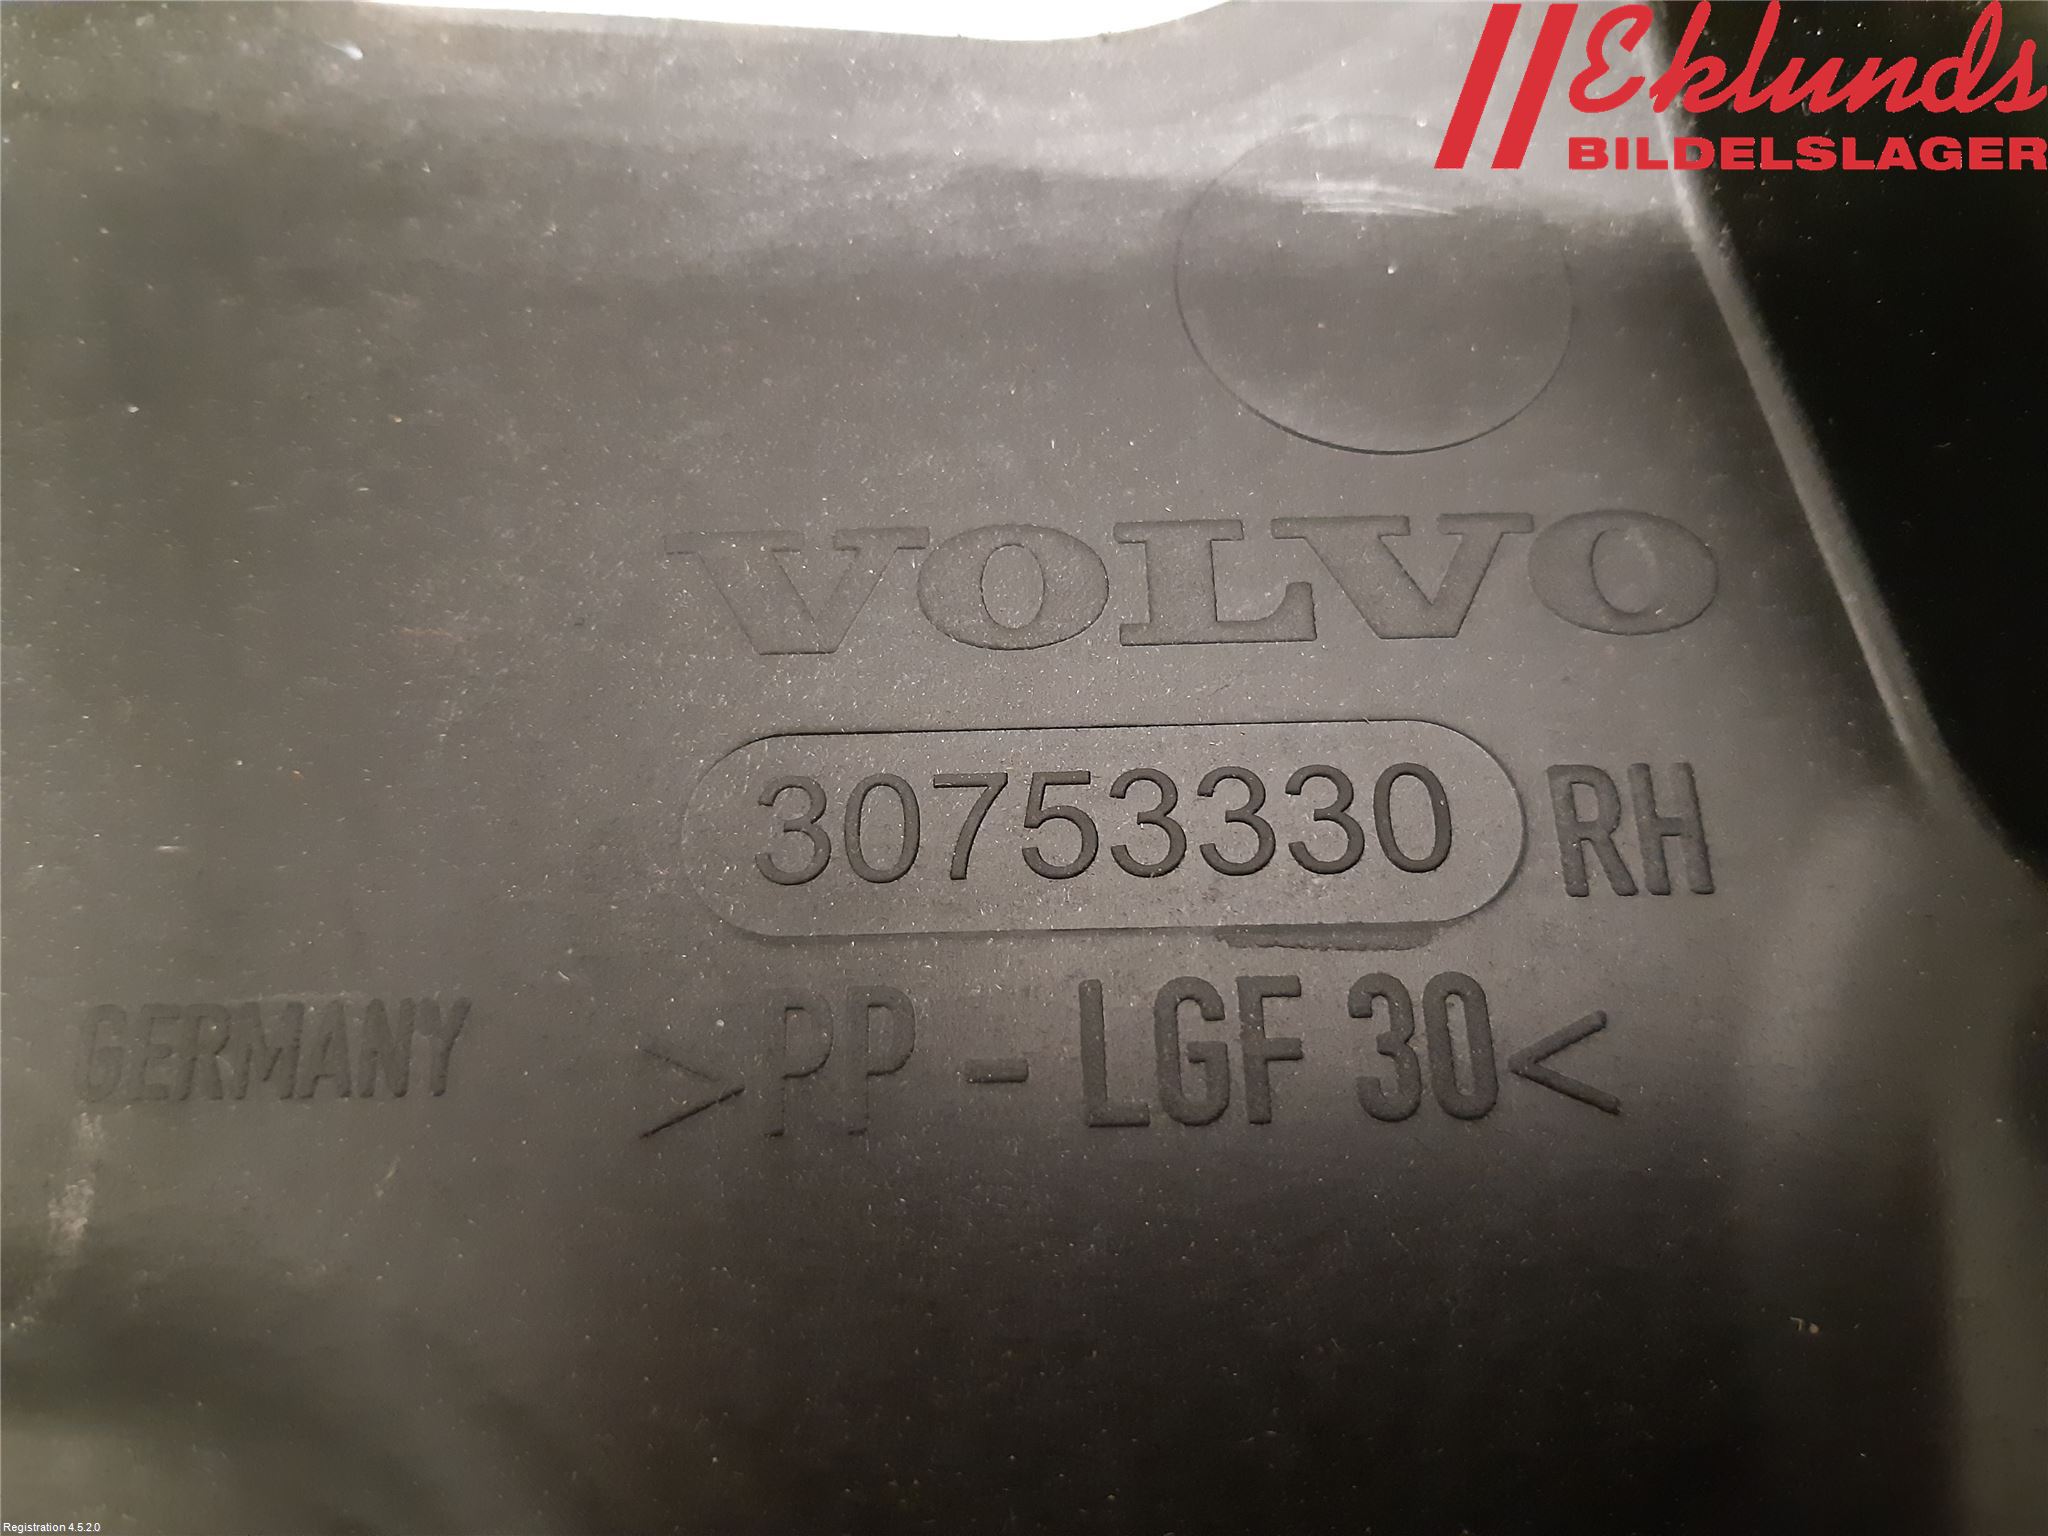 Eklunds
BILDELSLAGER
VOLVO
30753330 RH
GERMANY
>PP-LGF 30<
Registration 4.5.2.0